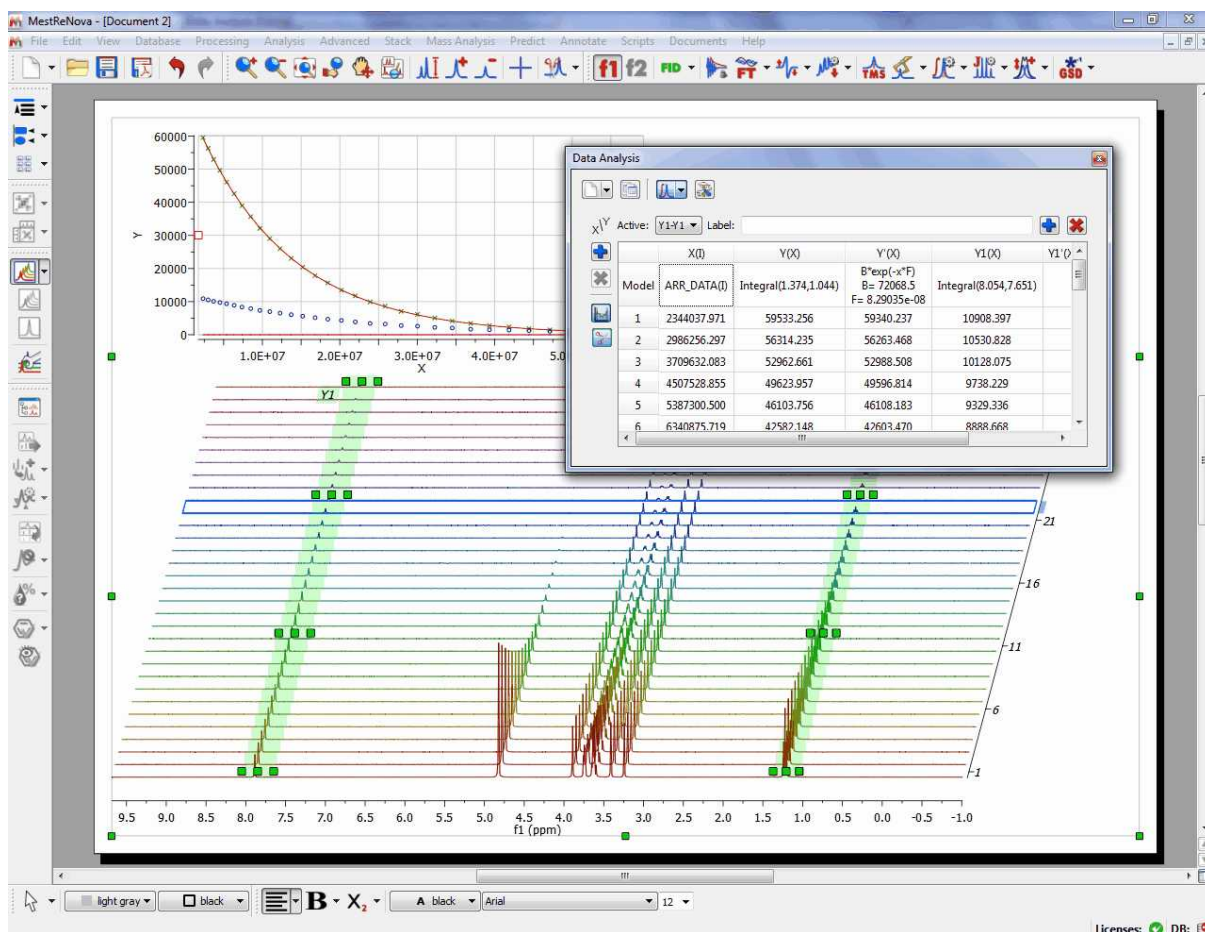 MestReNova - [Document 2]
File Edit View Database Processing Analysis Advanced Stack Mass Analysis Predict Annotate Scripts Documents Help
f1 f2 FID FT TMS GSD
60000
50000
40000
30000
20000
10000
0
Y
1.0E+07 2.0E+07 3.0E+07 4.0E+07
X
Data Analysis
X\Y Active: Y1-Y1 Label:
X(I) Y(X) Y'(X) Y1(X)
Model ARR_DATA(I) Integral(1.374,1.044) B*exp(-x*F) Integral(8.054,7.651)
B= 72068.5
F= 8.29035e-08
1 2344037.971 59533.256 59340.237 10908.397
2 2986256.297 56314.235 56263.468 10530.828
3 3709632.083 52962.661 52988.508 10128.075
4 4507528.855 49623.957 49596.814 9738.229
5 5387300.500 46103.756 46108.183 9329.336
6 6340875.719 42582.148 42603.470 8888.668
Y1
21
16
11
6
1
9.5 9.0 8.5 8.0 7.5 7.0 6.5 6.0 5.5 5.0 4.5 4.0 3.5 3.0 2.5 2.0 1.5 1.0 0.5 0.0 -0.5 -1.0
f1 (ppm)
light gray black B X2 A black Arial 12
Licenses: DB: